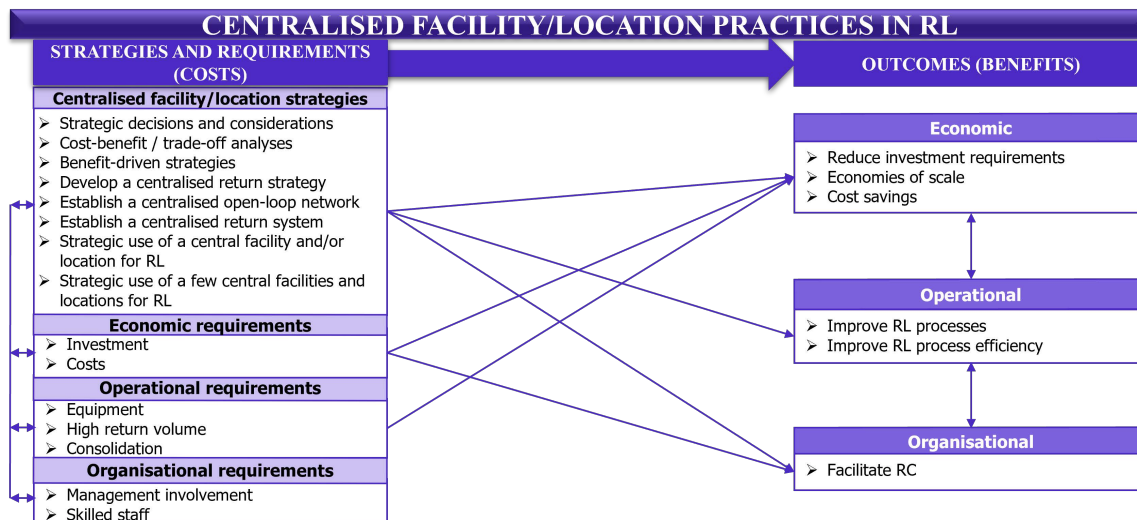 CENTRALISED FACILITY/LOCATION PRACTICES IN RL
STRATEGIES AND REQUIREMENTS
(COSTS)
Centralised facility/location strategies
➢ Strategic decisions and considerations
➢ Cost-benefit / trade-off analyses
➢ Benefit-driven strategies
➢ Develop a centralised return strategy
➢ Establish a centralised open-loop network
➢ Establish a centralised return system
➢ Strategic use of a central facility and/or
location for RL
➢ Strategic use of a few central facilities and
locations for RL
Economic requirements
➢ Investment
➢ Costs
Operational requirements
➢ Equipment
➢ High return volume
➢ Consolidation
Organisational requirements
➢ Management involvement
➢ Skilled staff
OUTCOMES (BENEFITS)
Economic
➢ Reduce investment requirements
➢ Economies of scale
➢ Cost savings
Operational
➢ Improve RL processes
➢ Improve RL process efficiency
Organisational
➢ Facilitate RC